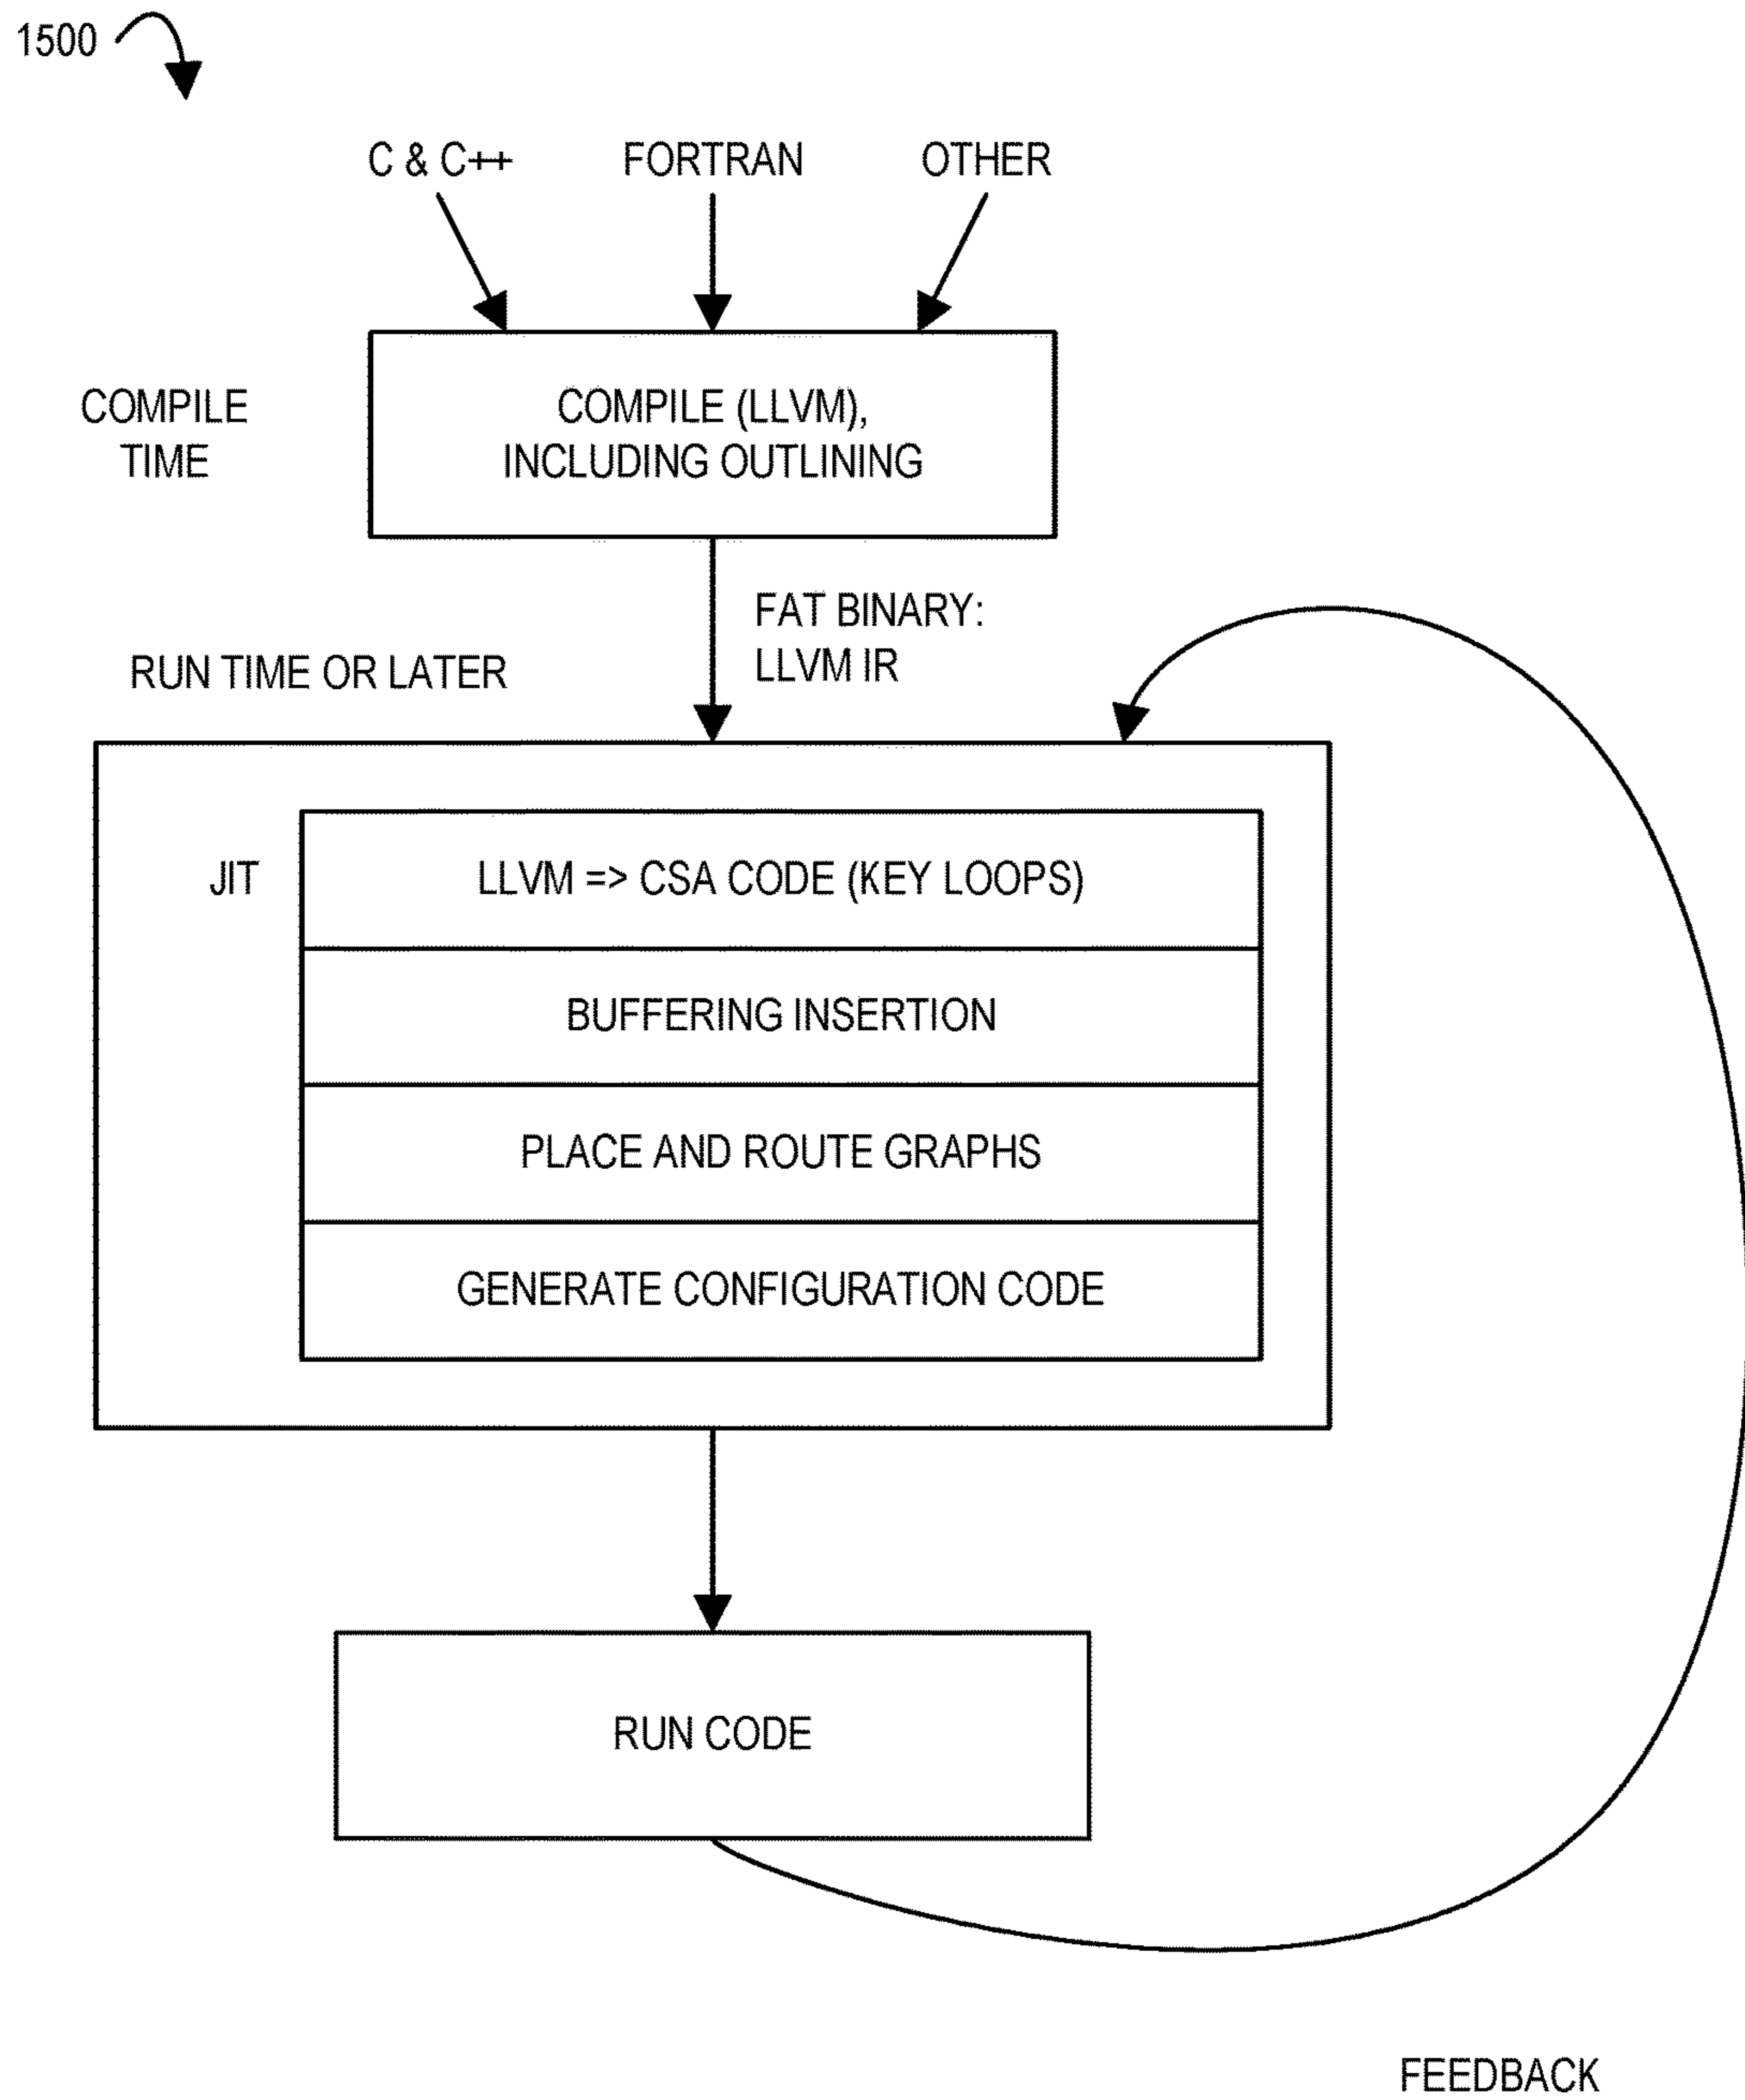 1500
C & C++
FORTRAN
OTHER
COMPILE
TIME
COMPILE (LLVM),
INCLUDING OUTLINING
FAT BINARY:
LLVM IR
RUN TIME OR LATER
JIT
LLVM => CSA CODE (KEY LOOPS)
BUFFERING INSERTION
PLACE AND ROUTE GRAPHS
GENERATE CONFIGURATION CODE
RUN CODE
FEEDBACK